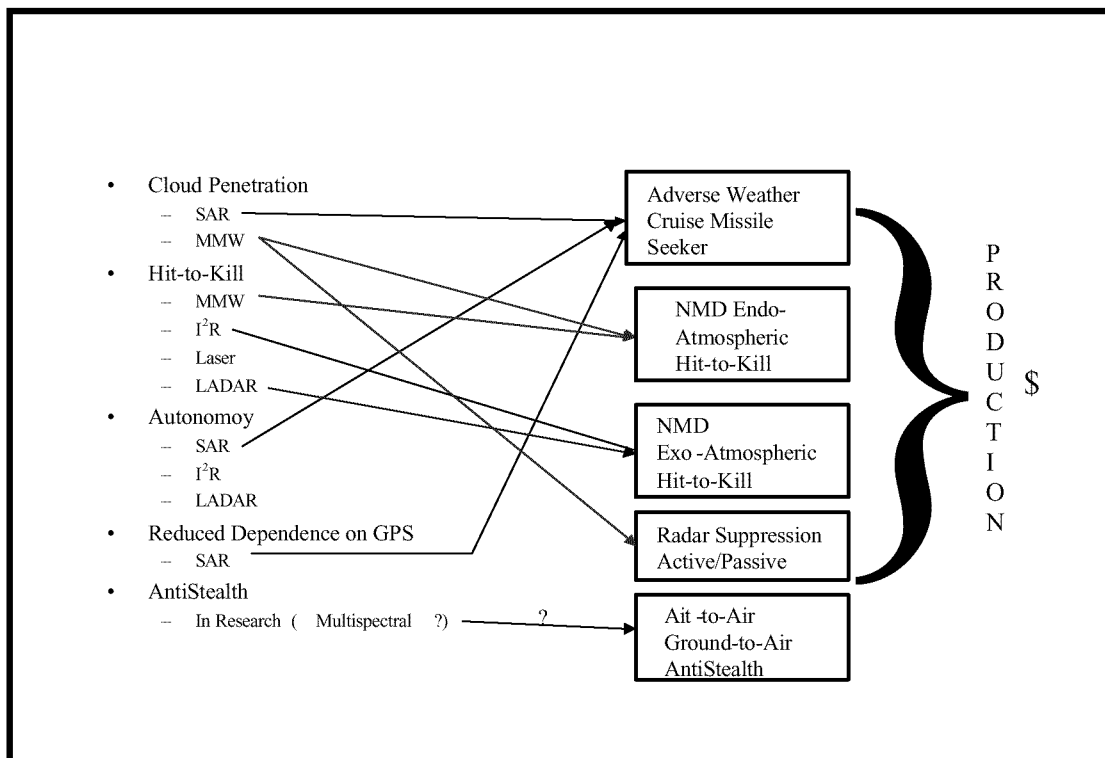 • Cloud Penetration
– SAR
– MMW
• Hit-to-Kill
– MMW
– I²R
– Laser
– LADAR
• Autonomoy
– SAR
– I²R
– LADAR
• Reduced Dependence on GPS
– SAR
• AntiStealth
– In Research ( Multispectral ?)
?
Adverse Weather
Cruise Missile
Seeker
NMD Endo-
Atmospheric
Hit-to-Kill
NMD
Exo -Atmospheric
Hit-to-Kill
Radar Suppression
Active/Passive
Ait -to-Air
Ground-to-Air
AntiStealth
P
R
O
D
U
C
T
I
O
N
$